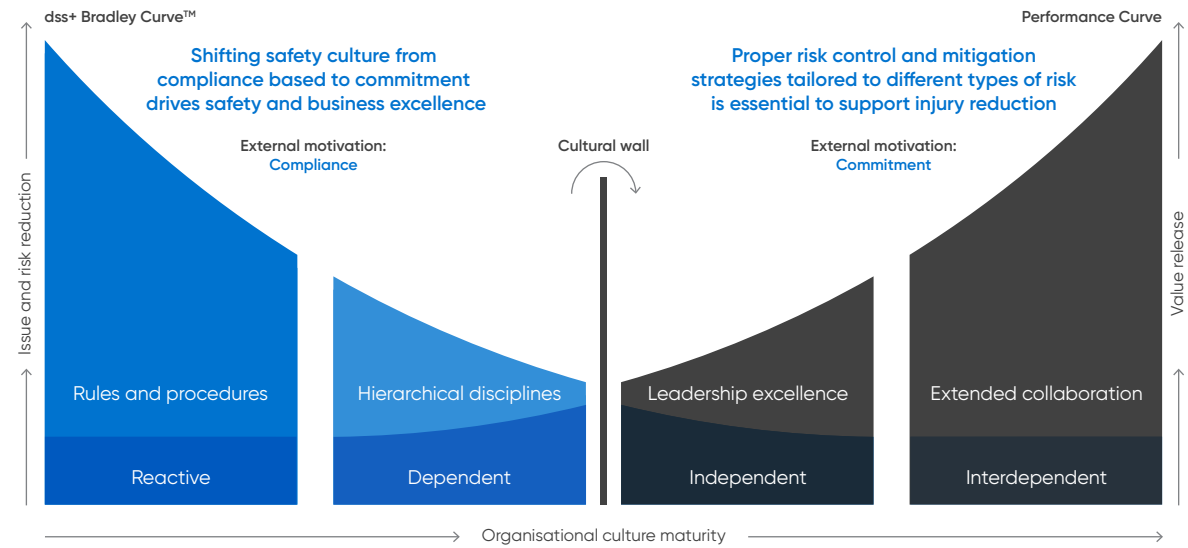 dss+ Bradley Curve™
Performance Curve
Shifting safety culture from
compliance based to commitment
drives safety and business excellence
Proper risk control and mitigation
strategies tailored to different types of risk
is essential to support injury reduction
External motivation:
Compliance
Cultural wall
External motivation:
Commitment
Issue and risk reduction
Value release
Rules and procedures
Hierarchical disciplines
Leadership excellence
Extended collaboration
Reactive
Dependent
Independent
Interdependent
Organisational culture maturity